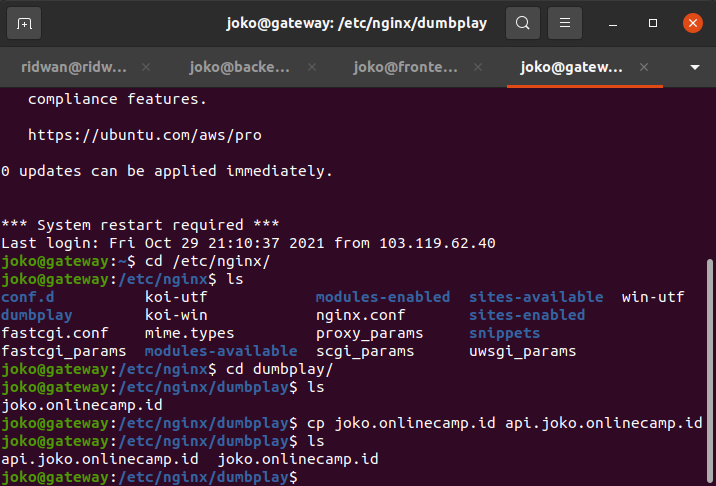 joko@gateway: /etc/nginx/dumbplay
ridwan@ridw... joko@backe... joko@fronte... joko@gatew...
compliance features.
https://ubuntu.com/aws/pro
0 updates can be applied immediately.
*** System restart required ***
Last login: Fri Oct 29 21:10:37 2021 from 103.119.62.40
joko@gateway:~$ cd /etc/nginx/
joko@gateway:/etc/nginx$ ls
conf.d koi-utf modules-enabled sites-available win-utf
dumbplay koi-win nginx.conf sites-enabled
fastcgi.conf mime.types proxy_params snippets
fastcgi_params modules-available scgi_params uwsgi_params
joko@gateway:/etc/nginx$ cd dumbplay/
joko@gateway:/etc/nginx/dumbplay$ ls
joko.onlinecamp.id
joko@gateway:/etc/nginx/dumbplay$ cp joko.onlinecamp.id api.joko.onlinecamp.id
joko@gateway:/etc/nginx/dumbplay$ ls
api.joko.onlinecamp.id joko.onlinecamp.id
joko@gateway:/etc/nginx/dumbplay$